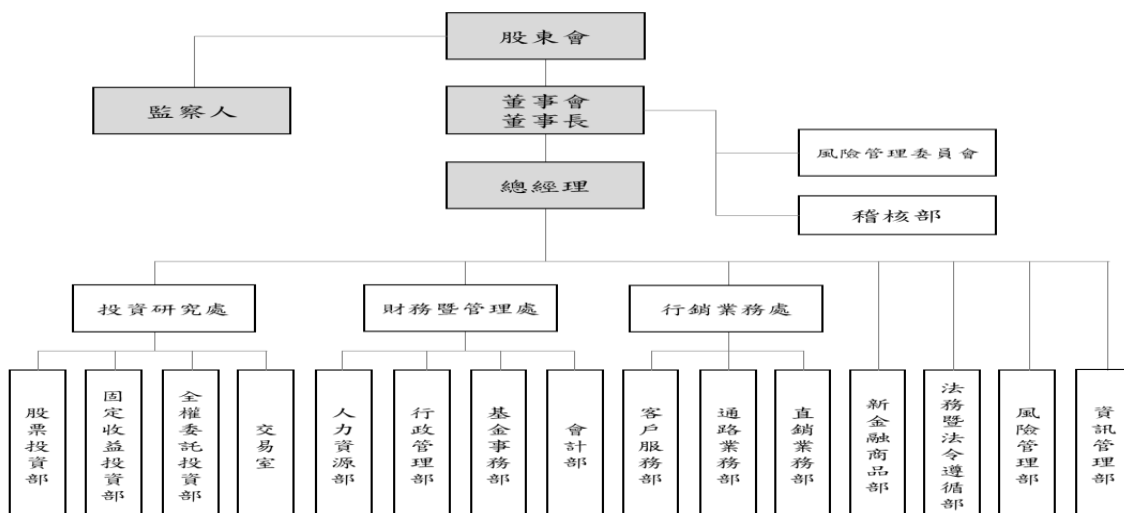 股東會
監察人
董事會
董事長
風險管理委員會
總經理
稽核部
投資研究處
財務暨管理處
行銷業務處
股票投資部
固定收益投資部
全權委託投資部
交易室
人力資源部
行政管理部
基金事務部
會計部
客戶服務部
通路業務部
直銷業務部
新金融商品部
法務暨法令遵循部
風險管理部
資訊管理部